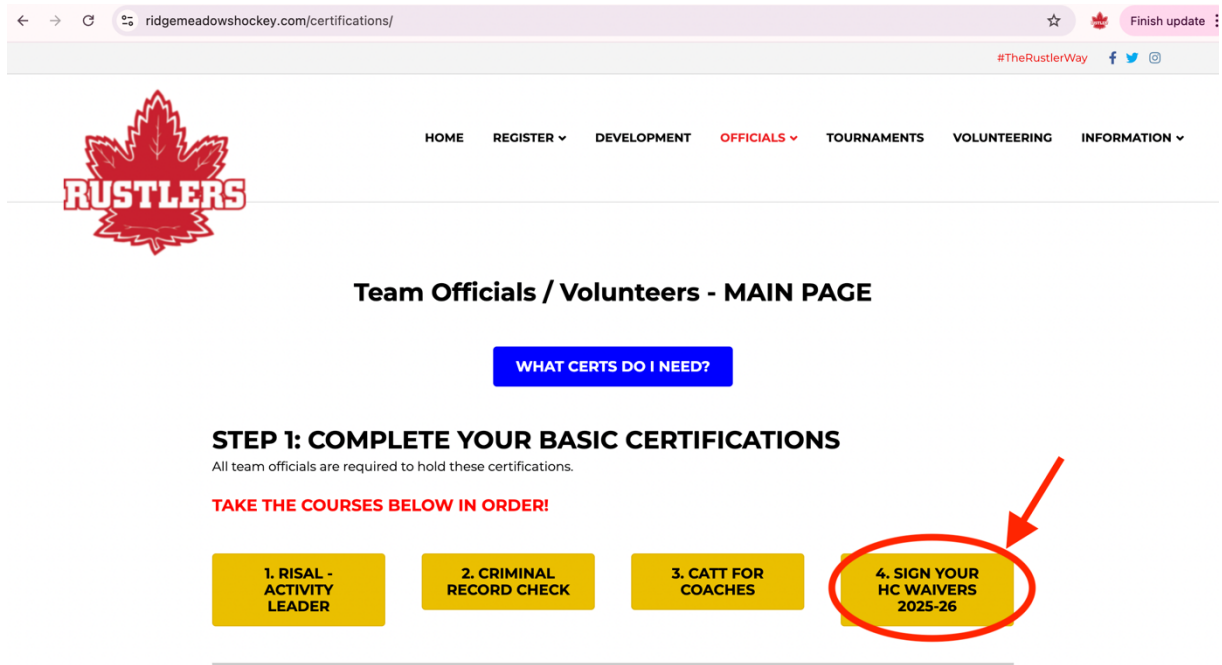 ridgemeadowshockey.com/certifications/
Finish update
#TheRustlerWay
RUSTLERS
HOME REGISTER DEVELOPMENT OFFICIALS TOURNAMENTS VOLUNTEERING INFORMATION
Team Officials / Volunteers - MAIN PAGE
WHAT CERTS DO I NEED?
STEP 1: COMPLETE YOUR BASIC CERTIFICATIONS
All team officials are required to hold these certifications.
TAKE THE COURSES BELOW IN ORDER!
1. RISAL -
ACTIVITY
LEADER
2. CRIMINAL
RECORD CHECK
3. CATT FOR
COACHES
4. SIGN YOUR
HC WAIVERS
2025-26